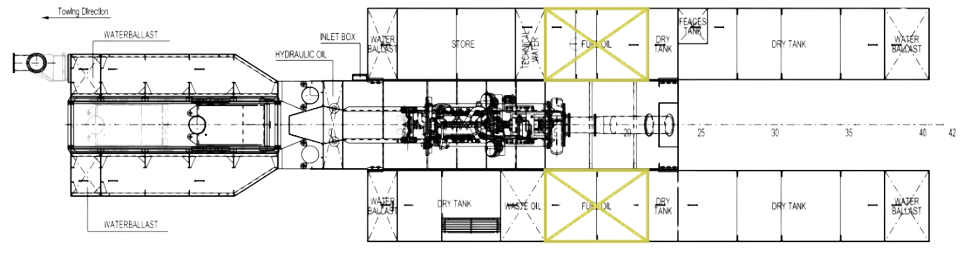 Towing Direction
WATERBALLAST
INLET BOX
HYDRAULIC OIL
WATER
BALLAST
STORE
TECHNICAL
WATER
FUEL OIL
DRY
TANK
FEACES
TANK
DRY TANK
WATER
BALLAST
20
25
30
35
40
42
WATERBALLAST
WATER
BALLAST
DRY TANK
WASTE OIL
FUEL OIL
DRY
TANK
DRY TANK
WATER
BALLAST